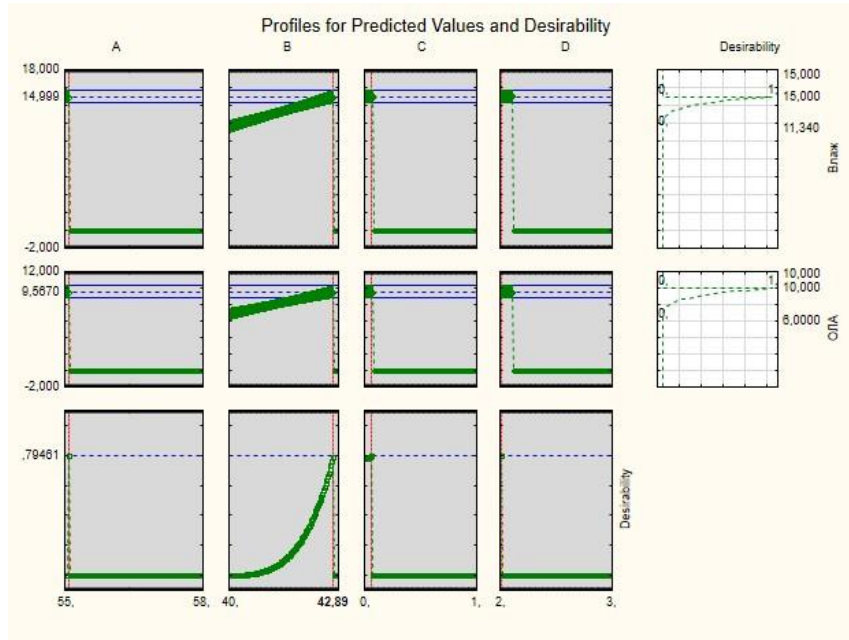 Profiles for Predicted Values and Desirability
A B C D Desirability
18,000
14,999
-2,000
0, 1,
0,
15,000
15,000
11,340
Влаж
12,000
9,5670
-2,000
0, 1,
0,
10,000
10,000
6,0000
ОЛА
,79461
Desirability
55, 58, 40, 42,89 0, 1, 2, 3,